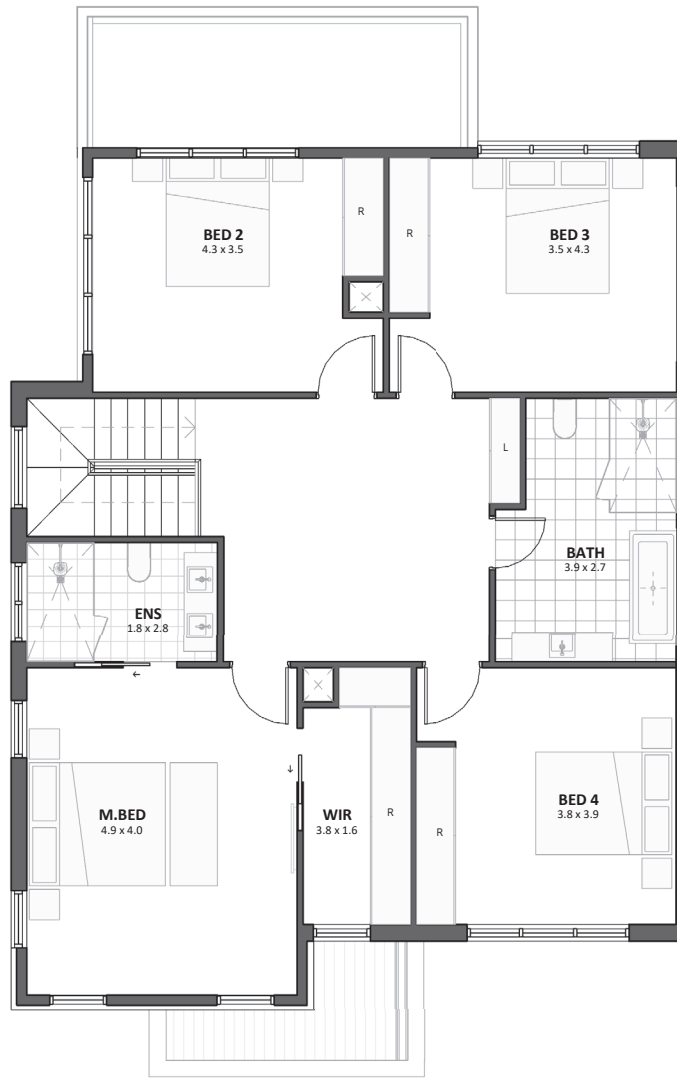 BED 2
4.3 x 3.5
R
R
BED 3
3.5 x 4.3
L
BATH
3.9 x 2.7
ENS
1.8 x 2.8
M.BED
4.9 x 4.0
WIR
3.8 x 1.6
R
R
BED 4
3.8 x 3.9